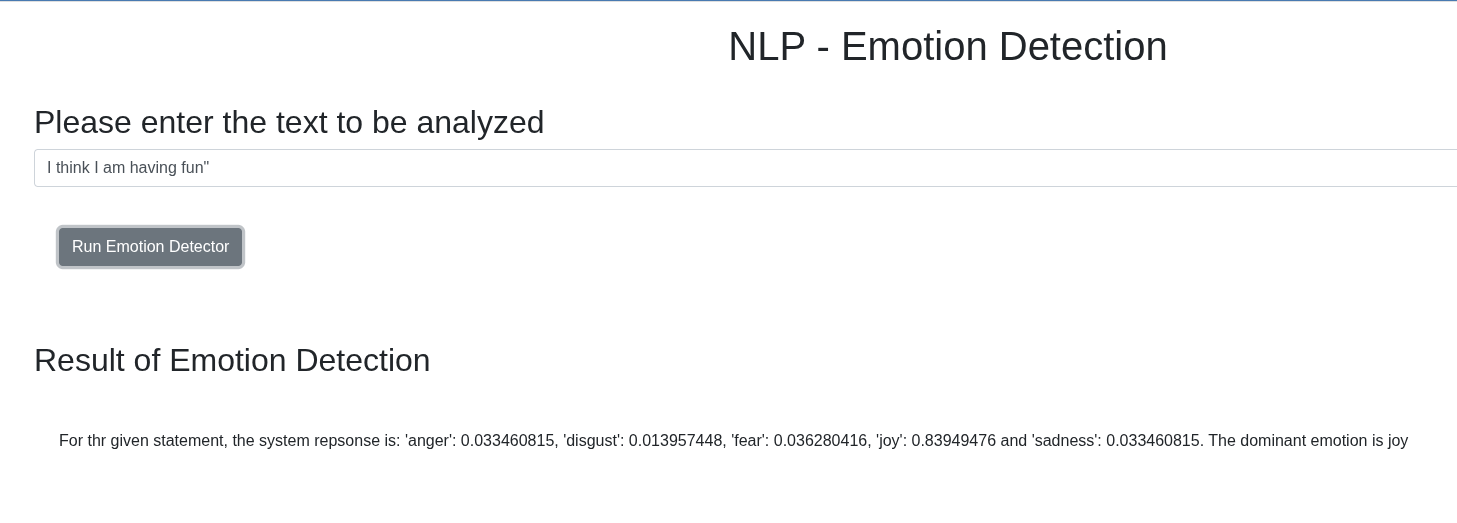 NLP - Emotion Detection
Please enter the text to be analyzed
I think I am having fun"
Run Emotion Detector
Result of Emotion Detection
For thr given statement, the system repsonse is: 'anger': 0.033460815, 'disgust': 0.013957448, 'fear': 0.036280416, 'joy': 0.83949476 and 'sadness': 0.033460815. The dominant emotion is joy